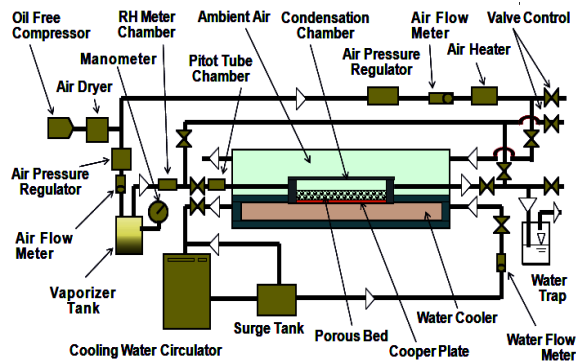 Oil Free
Compressor
RH Meter
Chamber
Manometer
Ambient Air
Condensation
Chamber
Pitot Tube
Chamber
Air Pressure
Regulator
Air Flow
Meter
Air Heater
Valve Control
Air Dryer
Air Pressure
Regulator
Air Flow
Meter
Vaporizer
Tank
Cooling Water Circulator
Surge Tank
Porous Bed
Water Cooler
Cooper Plate
Water
Trap
Water Flow
Meter